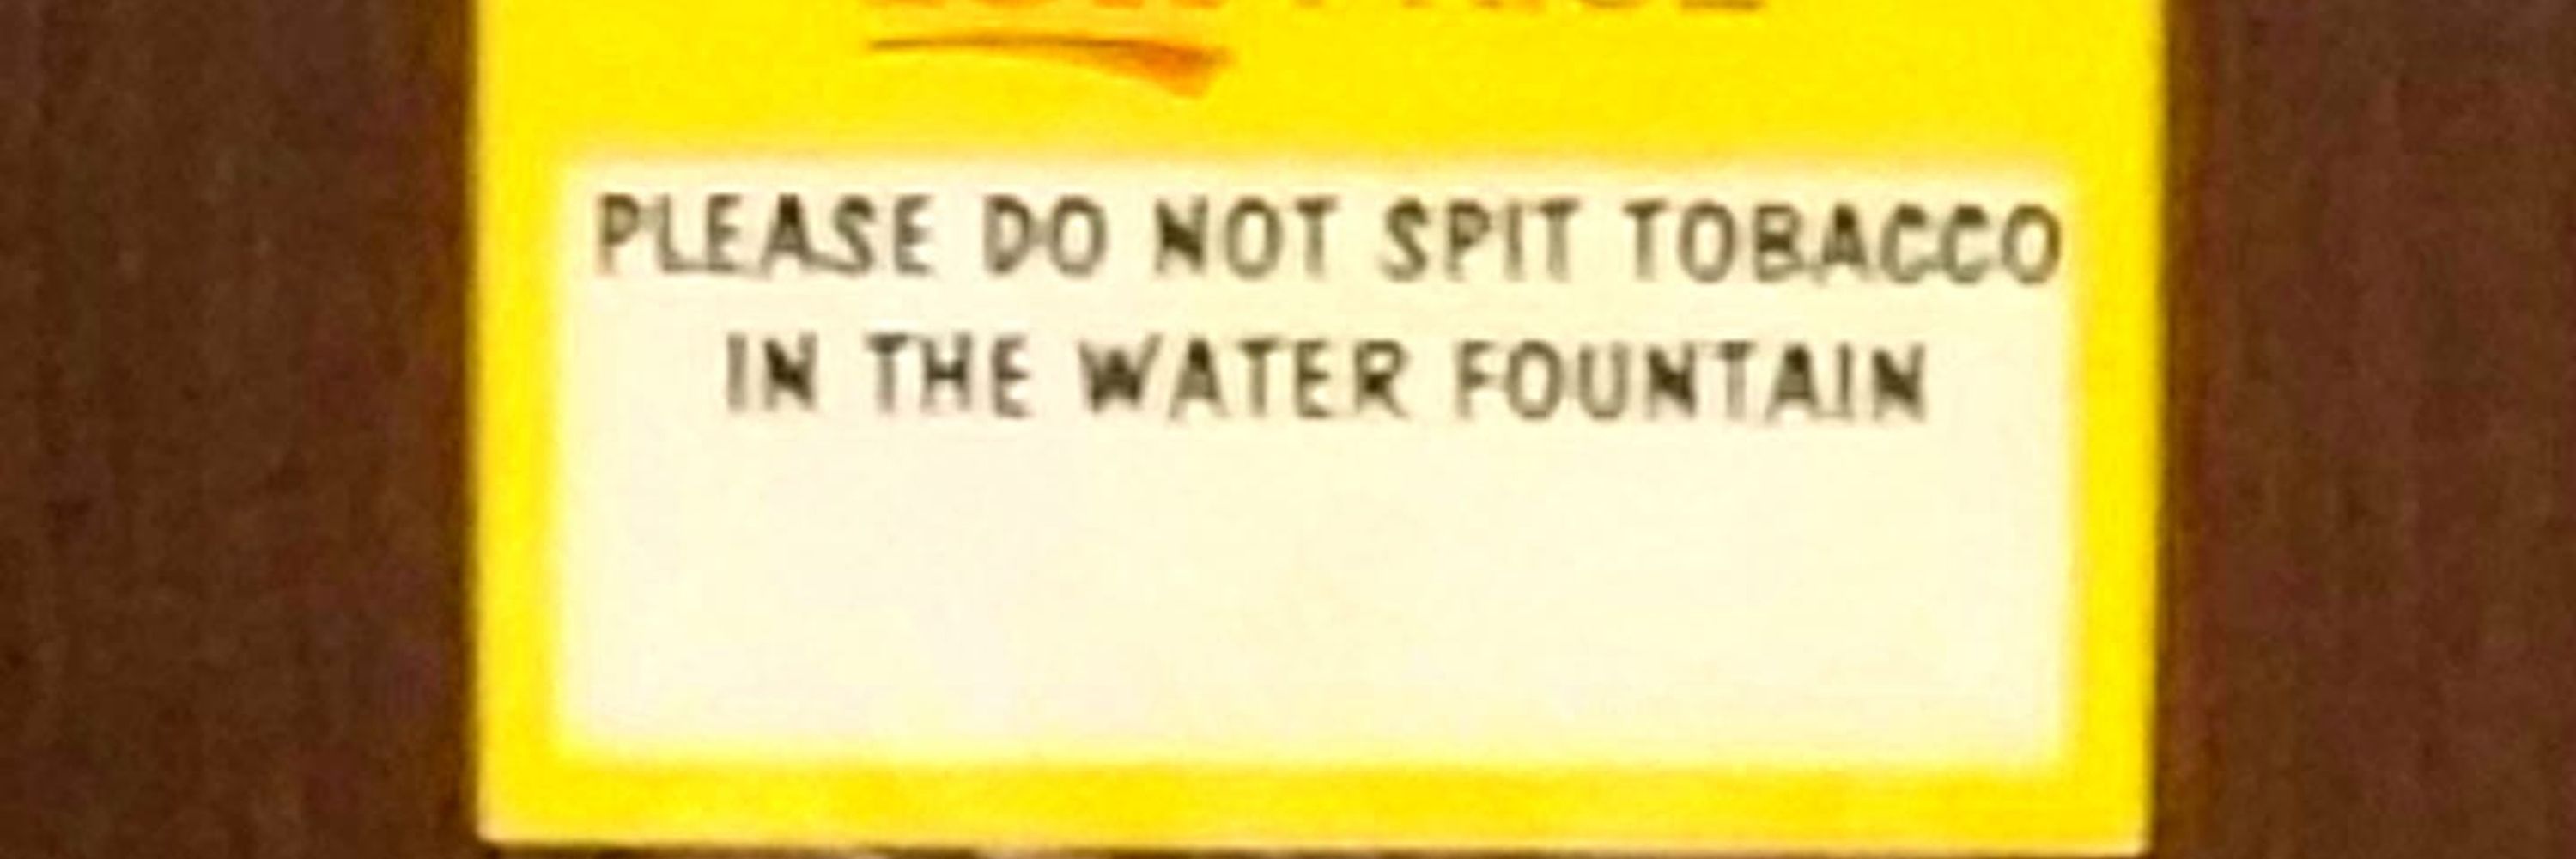 PLEASE DO NOT SPIT TOBACCO
IN THE WATER FOUNTAIN